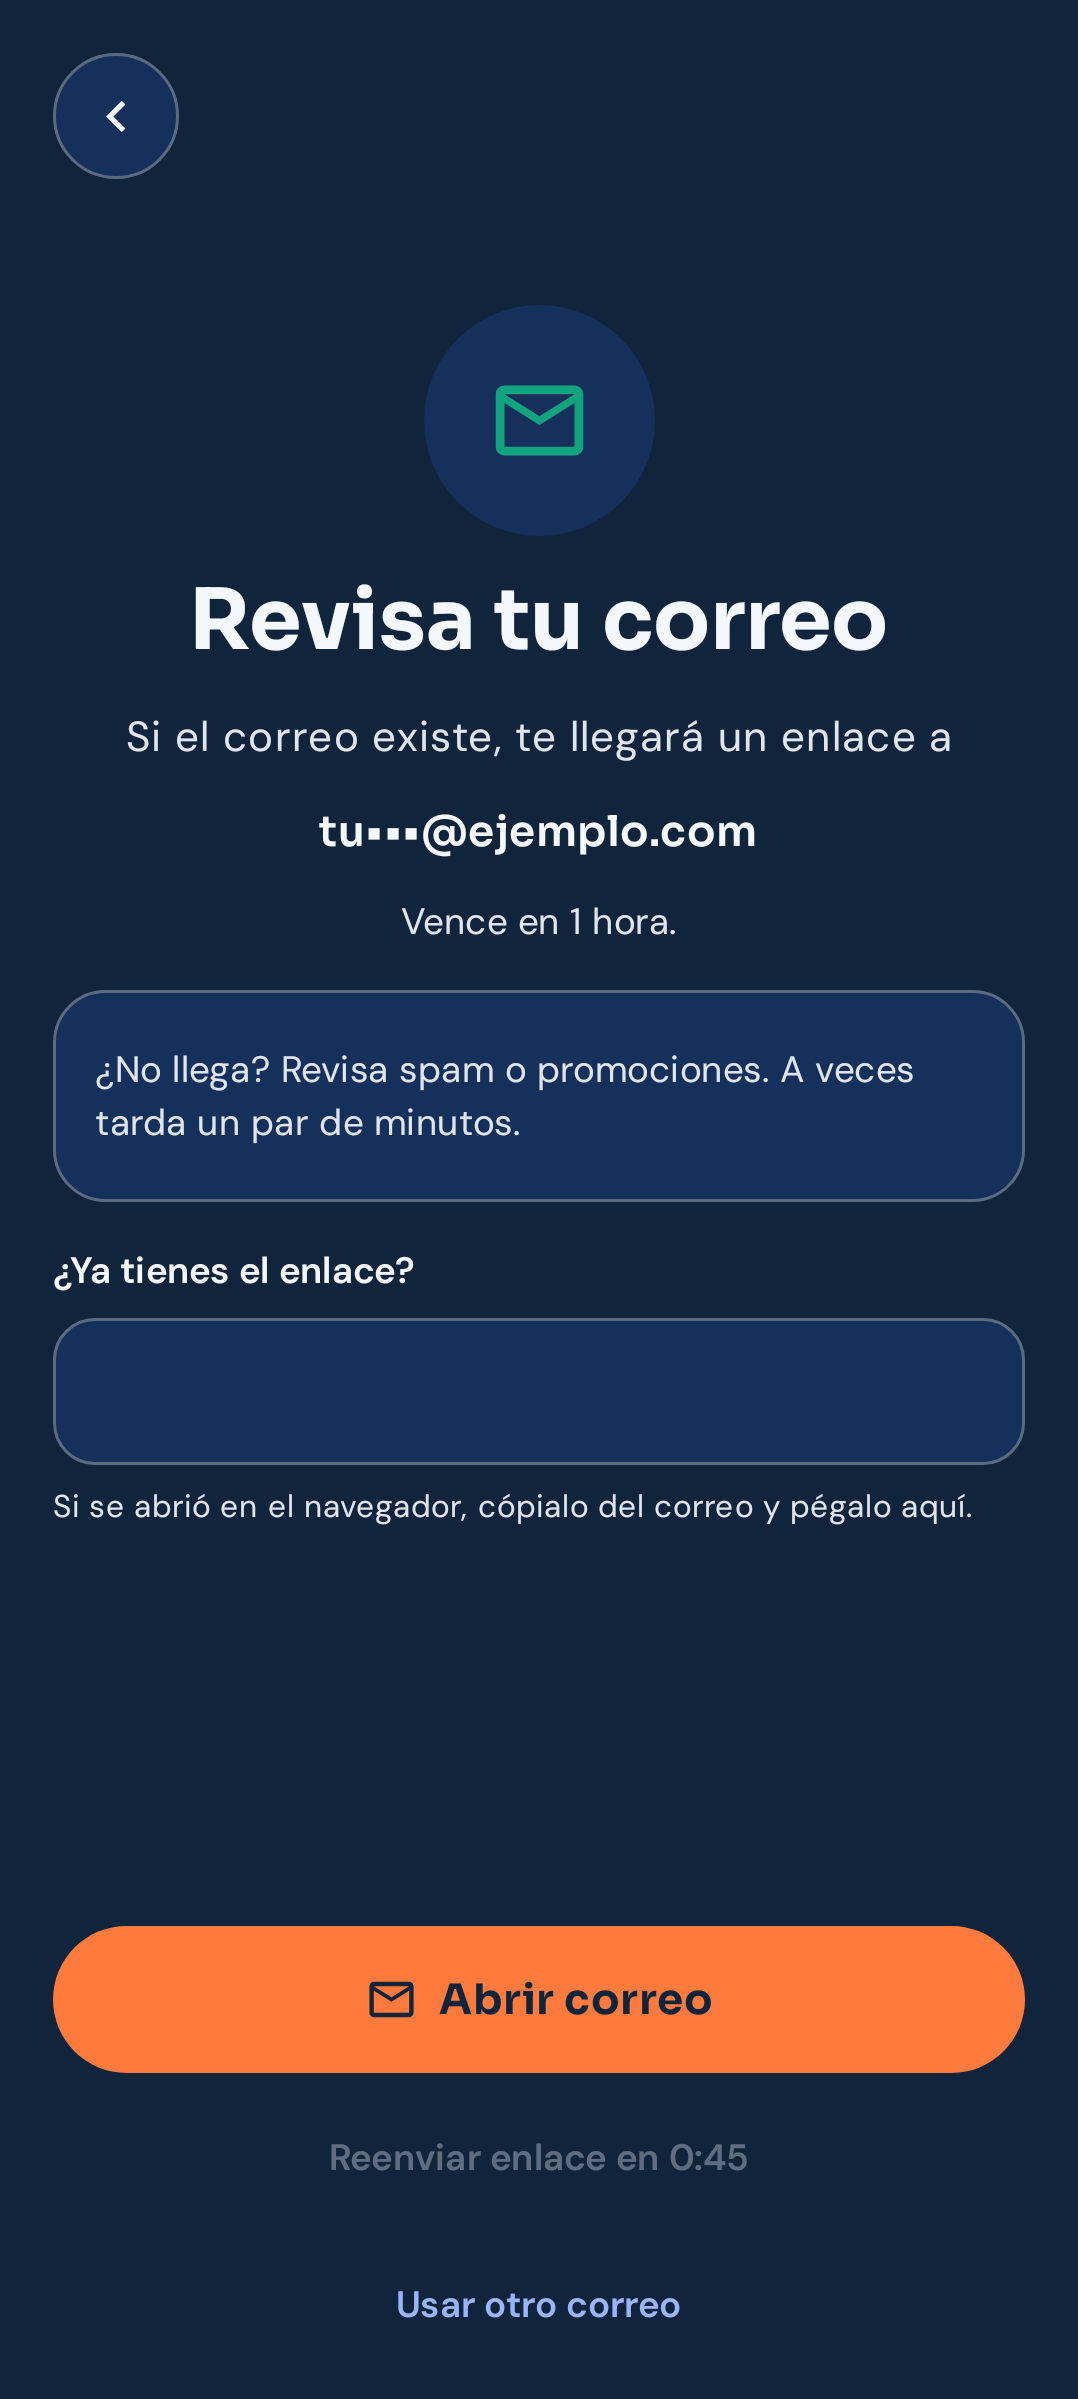 Revisa tu correo
Si el correo existe, te llegará un enlace a
tu▪▪▪@ejemplo.com
Vence en 1 hora.
¿No llega? Revisa spam o promociones. A veces
tarda un par de minutos.
¿Ya tienes el enlace?
Si se abrió en el navegador, cópialo del correo y pégalo aquí.
Abrir correo
Reenviar enlace en 0:45
Usar otro correo